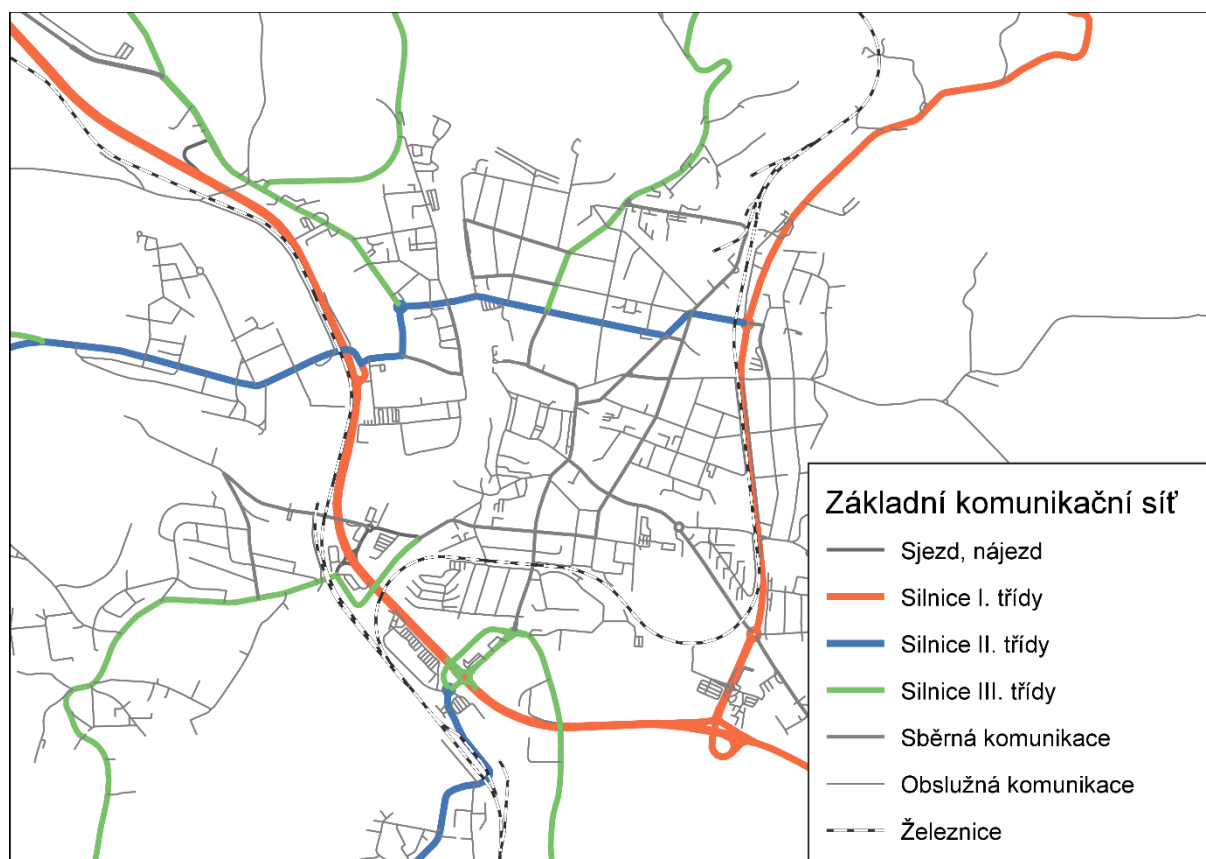 Základní komunikační síť
Sjezd, nájezd
Silnice I. třídy
Silnice II. třídy
Silnice III. třídy
Sběrná komunikace
Obslužná komunikace
Železnice